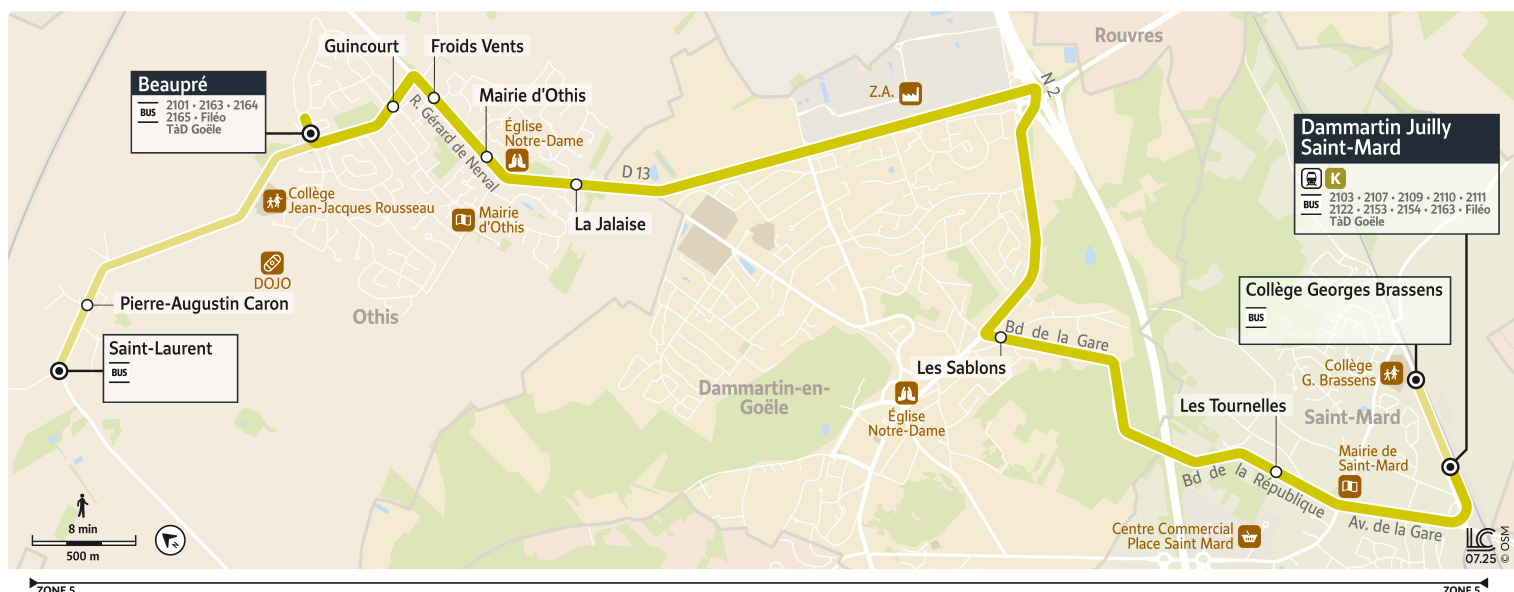 Guincourt
Froids Vents
Rouvres
Beaupré
BUS
2101 • 2163 • 2164
2165 • Filéo
TàD Goële
Mairie d'Othis
R. Gérard de Nerval
Église
Notre-Dame
Z.A.
N 2
Dammartin Juilly
Saint-Mard
K
BUS
2103 • 2107 • 2109 • 2110 • 2111
2122 • 2153 • 2154 • 2163 • Filéo
TàD Goële
D 13
Collège
Jean-Jacques Rousseau
Mairie
d'Othis
La Jalaise
DOJO
Pierre-Augustin Caron
Othis
Collège Georges Brassens
BUS
Saint-Laurent
BUS
Bd de la Gare
Les Sablons
Dammartin-en-
Goële
Église
Notre-Dame
Collège
G. Brassens
Les Tournelles
Saint-Mard
Mairie de
Saint-Mard
Bd de la République
Av. de la Gare
Centre Commercial
Place Saint Mard
8 min
500 m
LC
07.25
© OSM
ZONE 5
ZONE 5